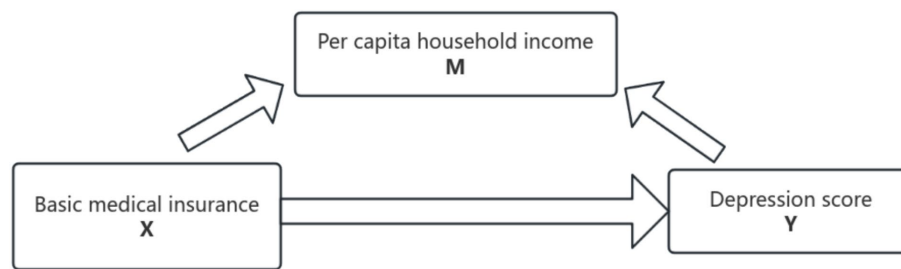 Per capita household income
M
Basic medical insurance
X
Depression score
Y